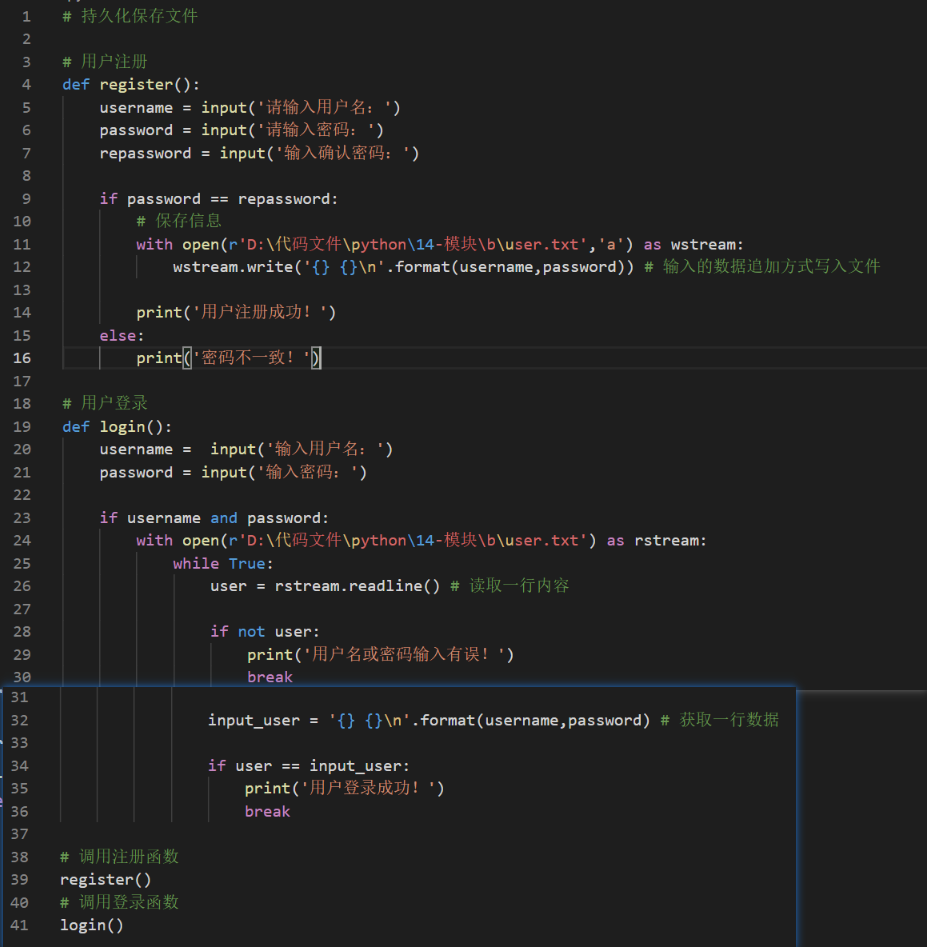 1 # 持久化保存文件
2
3 # 用户注册
4 def register():
5     username = input('请输入用户名：')
6     password = input('请输入密码：')
7     repassword = input('输入确认密码：')
8
9     if password == repassword:
10         # 保存信息
11         with open(r'D:\代码文件\python\14-模块\b\user.txt','a') as wstream:
12             wstream.write('{} {}\n'.format(username,password)) # 输入的数据追加方式写入文件
13
14         print('用户注册成功！')
15     else:
16         print('密码不一致！')
17
18 # 用户登录
19 def login():
20     username =  input('输入用户名：')
21     password = input('输入密码：')
22
23     if username and password:
24         with open(r'D:\代码文件\python\14-模块\b\user.txt') as rstream:
25             while True:
26                 user = rstream.readline() # 读取一行内容
27
28                 if not user:
29                     print('用户名或密码输入有误！')
30                     break
31
32                 input_user = '{} {}\n'.format(username,password) # 获取一行数据
33
34                 if user == input_user:
35                     print('用户登录成功！')
36                     break
37
38 # 调用注册函数
39 register()
40 # 调用登录函数
41 login()